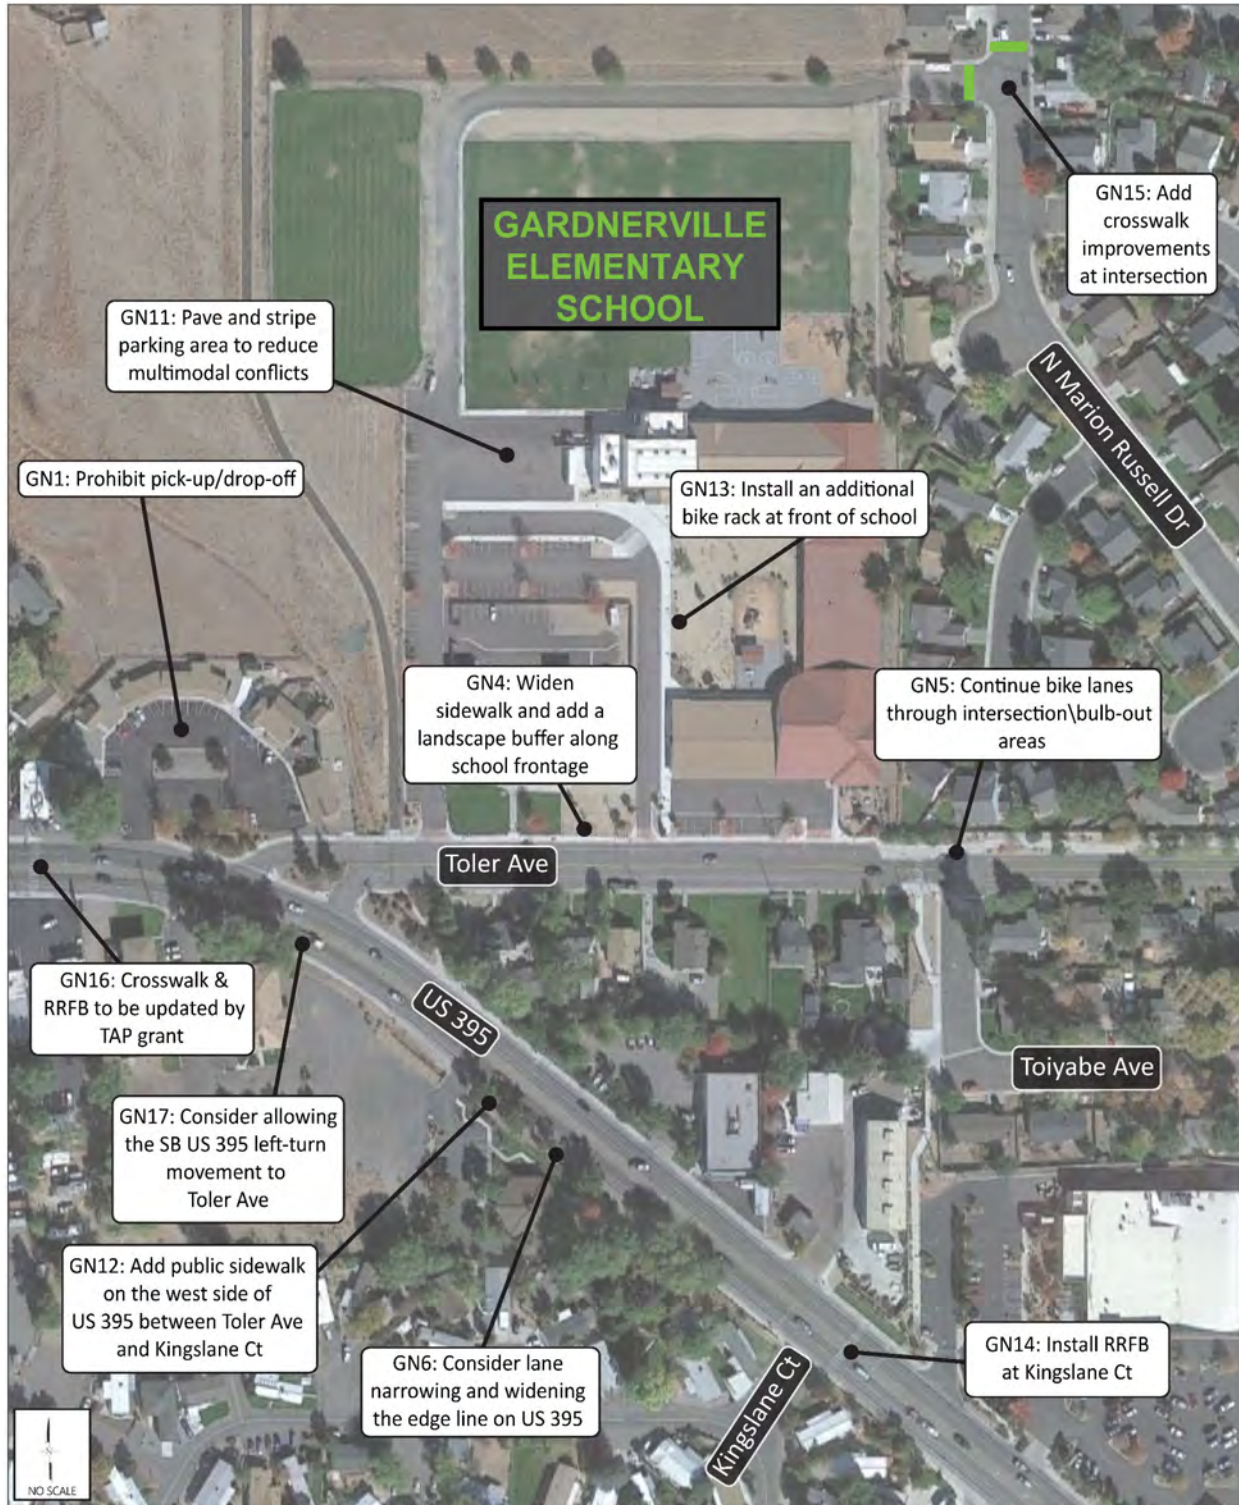 GARDNERVILLE
ELEMENTARY
SCHOOL
GN15: Add
crosswalk
improvements
at intersection
GN11: Pave and stripe
parking area to reduce
multimodal conflicts
N Marion Russell Dr
GN1: Prohibit pick-up/drop-off
GN13: Install an additional
bike rack at front of school
GN4: Widen
sidewalk and add a
landscape buffer along
school frontage
GN5: Continue bike lanes
through intersection\bulb-out
areas
Toler Ave
GN16: Crosswalk &
RRFB to be updated by
TAP grant
US 395
Toiyabe Ave
GN17: Consider allowing
the SB US 395 left-turn
movement to
Toler Ave
GN12: Add public sidewalk
on the west side of
US 395 between Toler Ave
and Kingslane Ct
GN6: Consider lane
narrowing and widening
the edge line on US 395
Kingslane Ct
GN14: Install RRFB
at Kingslane Ct
N
NO SCALE